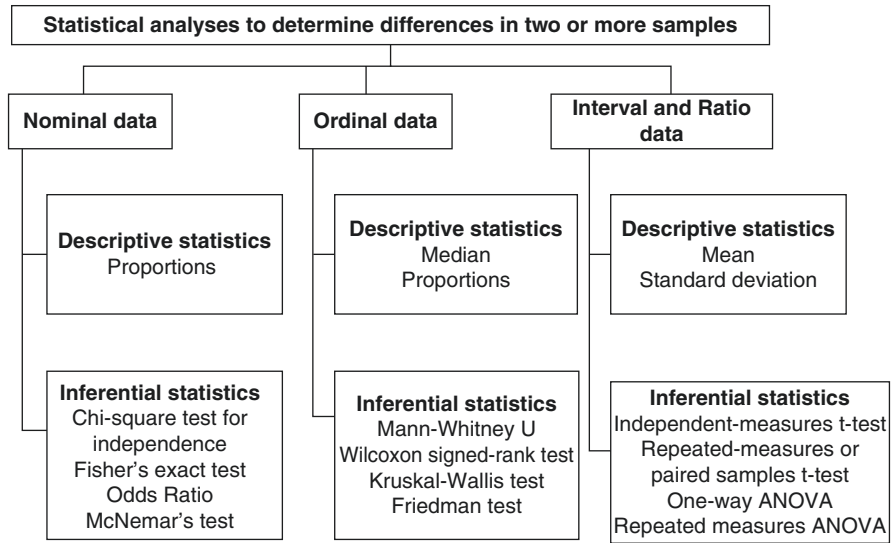 Statistical analyses to determine differences in two or more samples
Nominal data
Ordinal data
Interval and Ratio
data
Descriptive statistics
Proportions
Descriptive statistics
Median
Proportions
Descriptive statistics
Mean
Standard deviation
Inferential statistics
Chi-square test for
independence
Fisher's exact test
Odds Ratio
McNemar's test
Inferential statistics
Mann-Whitney U
Wilcoxon signed-rank test
Kruskal-Wallis test
Friedman test
Inferential statistics
Independent-measures t-test
Repeated-measures or
paired samples t-test
One-way ANOVA
Repeated measures ANOVA